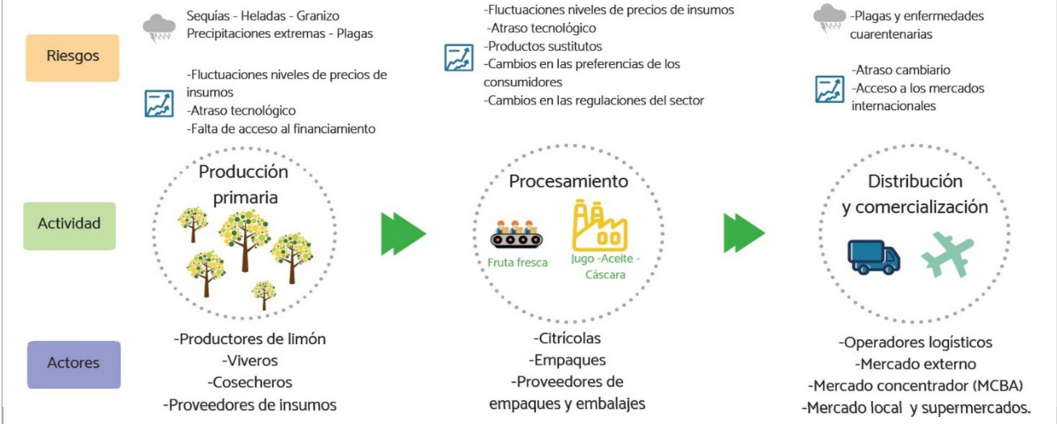 Riesgos
Sequías - Heladas - Granizo
Precipitaciones extremas - Plagas
-Fluctuaciones niveles de precios de
insumos
-Atraso tecnológico
-Falta de acceso al financiamiento
-Fluctuaciones niveles de precios de insumos
-Atraso tecnológico
-Productos sustitutos
-Cambios en las preferencias de los
consumidores
-Cambios en las regulaciones del sector
-Plagas y enfermedades
cuarentenarias
-Atraso cambiario
-Acceso a los mercados
internacionales
Actividad
Producción
primaria
Procesamiento
Fruta fresca
Jugo -Aceite -
Cáscara
Distribución
y comercialización
Actores
-Productores de limón
-Viveros
-Cosecheros
-Proveedores de insumos
-Citrícolas
-Empaques
-Proveedores de
empaques y embalajes
-Operadores logísticos
-Mercado externo
-Mercado concentrador (MCBA)
-Mercado local y supermercados.